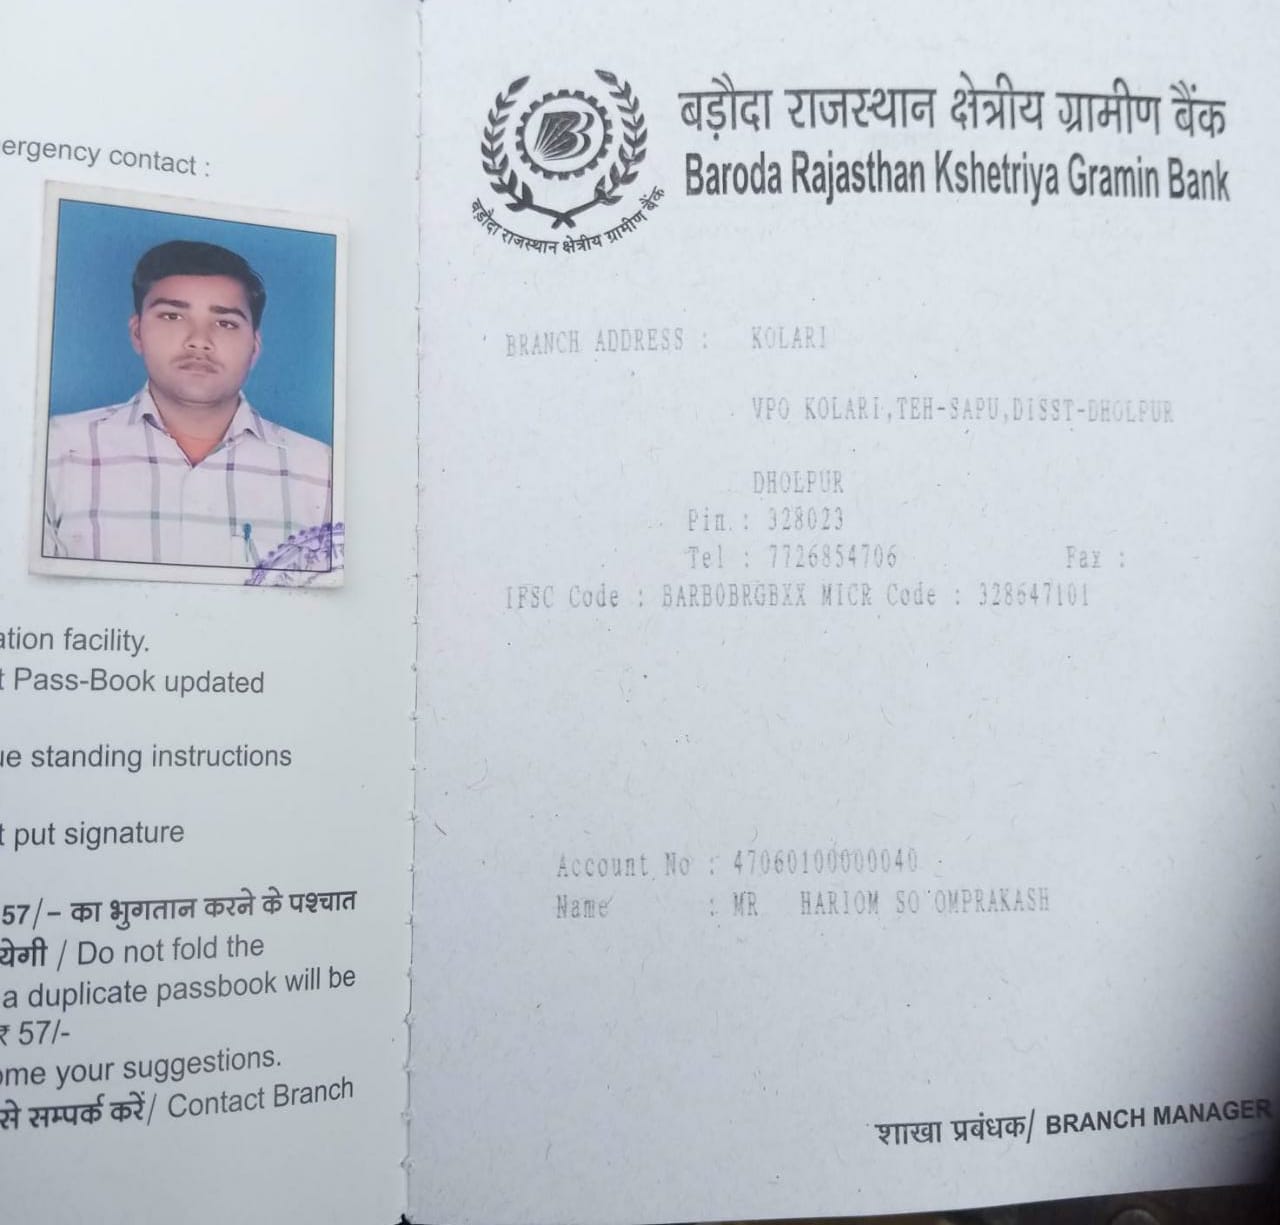 ergency contact :
ation facility.
t Pass-Book updated
ue standing instructions
t put signature
57/- का भुगतान करने के पश्चात
येगी / Do not fold the
a duplicate passbook will be
₹ 57/-
ome your suggestions.
से सम्पर्क करें/ Contact Branch
बड़ौदा राजस्थान क्षेत्रीय ग्रामीण बैंक
Baroda Rajasthan Kshetriya Gramin Bank
बड़ौदा राजस्थान क्षेत्रीय ग्रामीण बैंक
BRANCH ADDRESS : KOLARI
VPO KOLARI,TEH-SAPU,DISST-DHOLPUR
DHOLPUR
Pin : 328023
Tel : 7726854706 Fax :
IFSC Code : BARB0BRGBXX MICR Code : 328647101
Account No : 47060100000040
Name : MR HARIOM SO OMPRAKASH
शाखा प्रबंधक/ BRANCH MANAGER